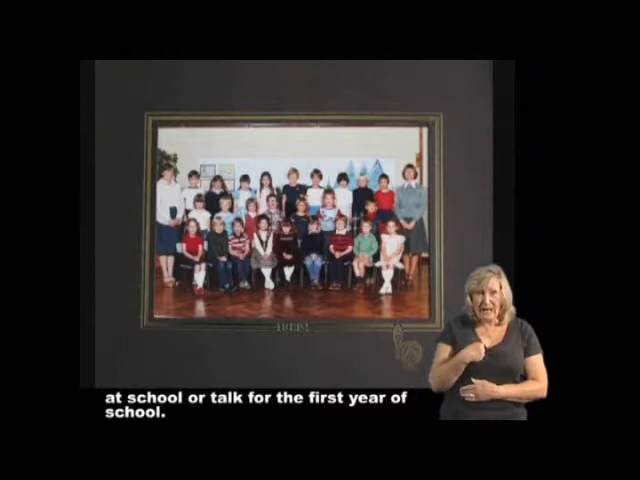 at school or talk for the first year of
school.